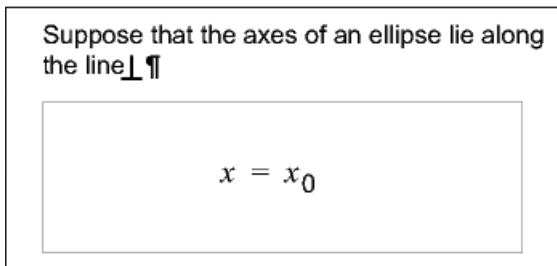 Suppose that the axes of an ellipse lie along
the line⊥¶
x = x₀